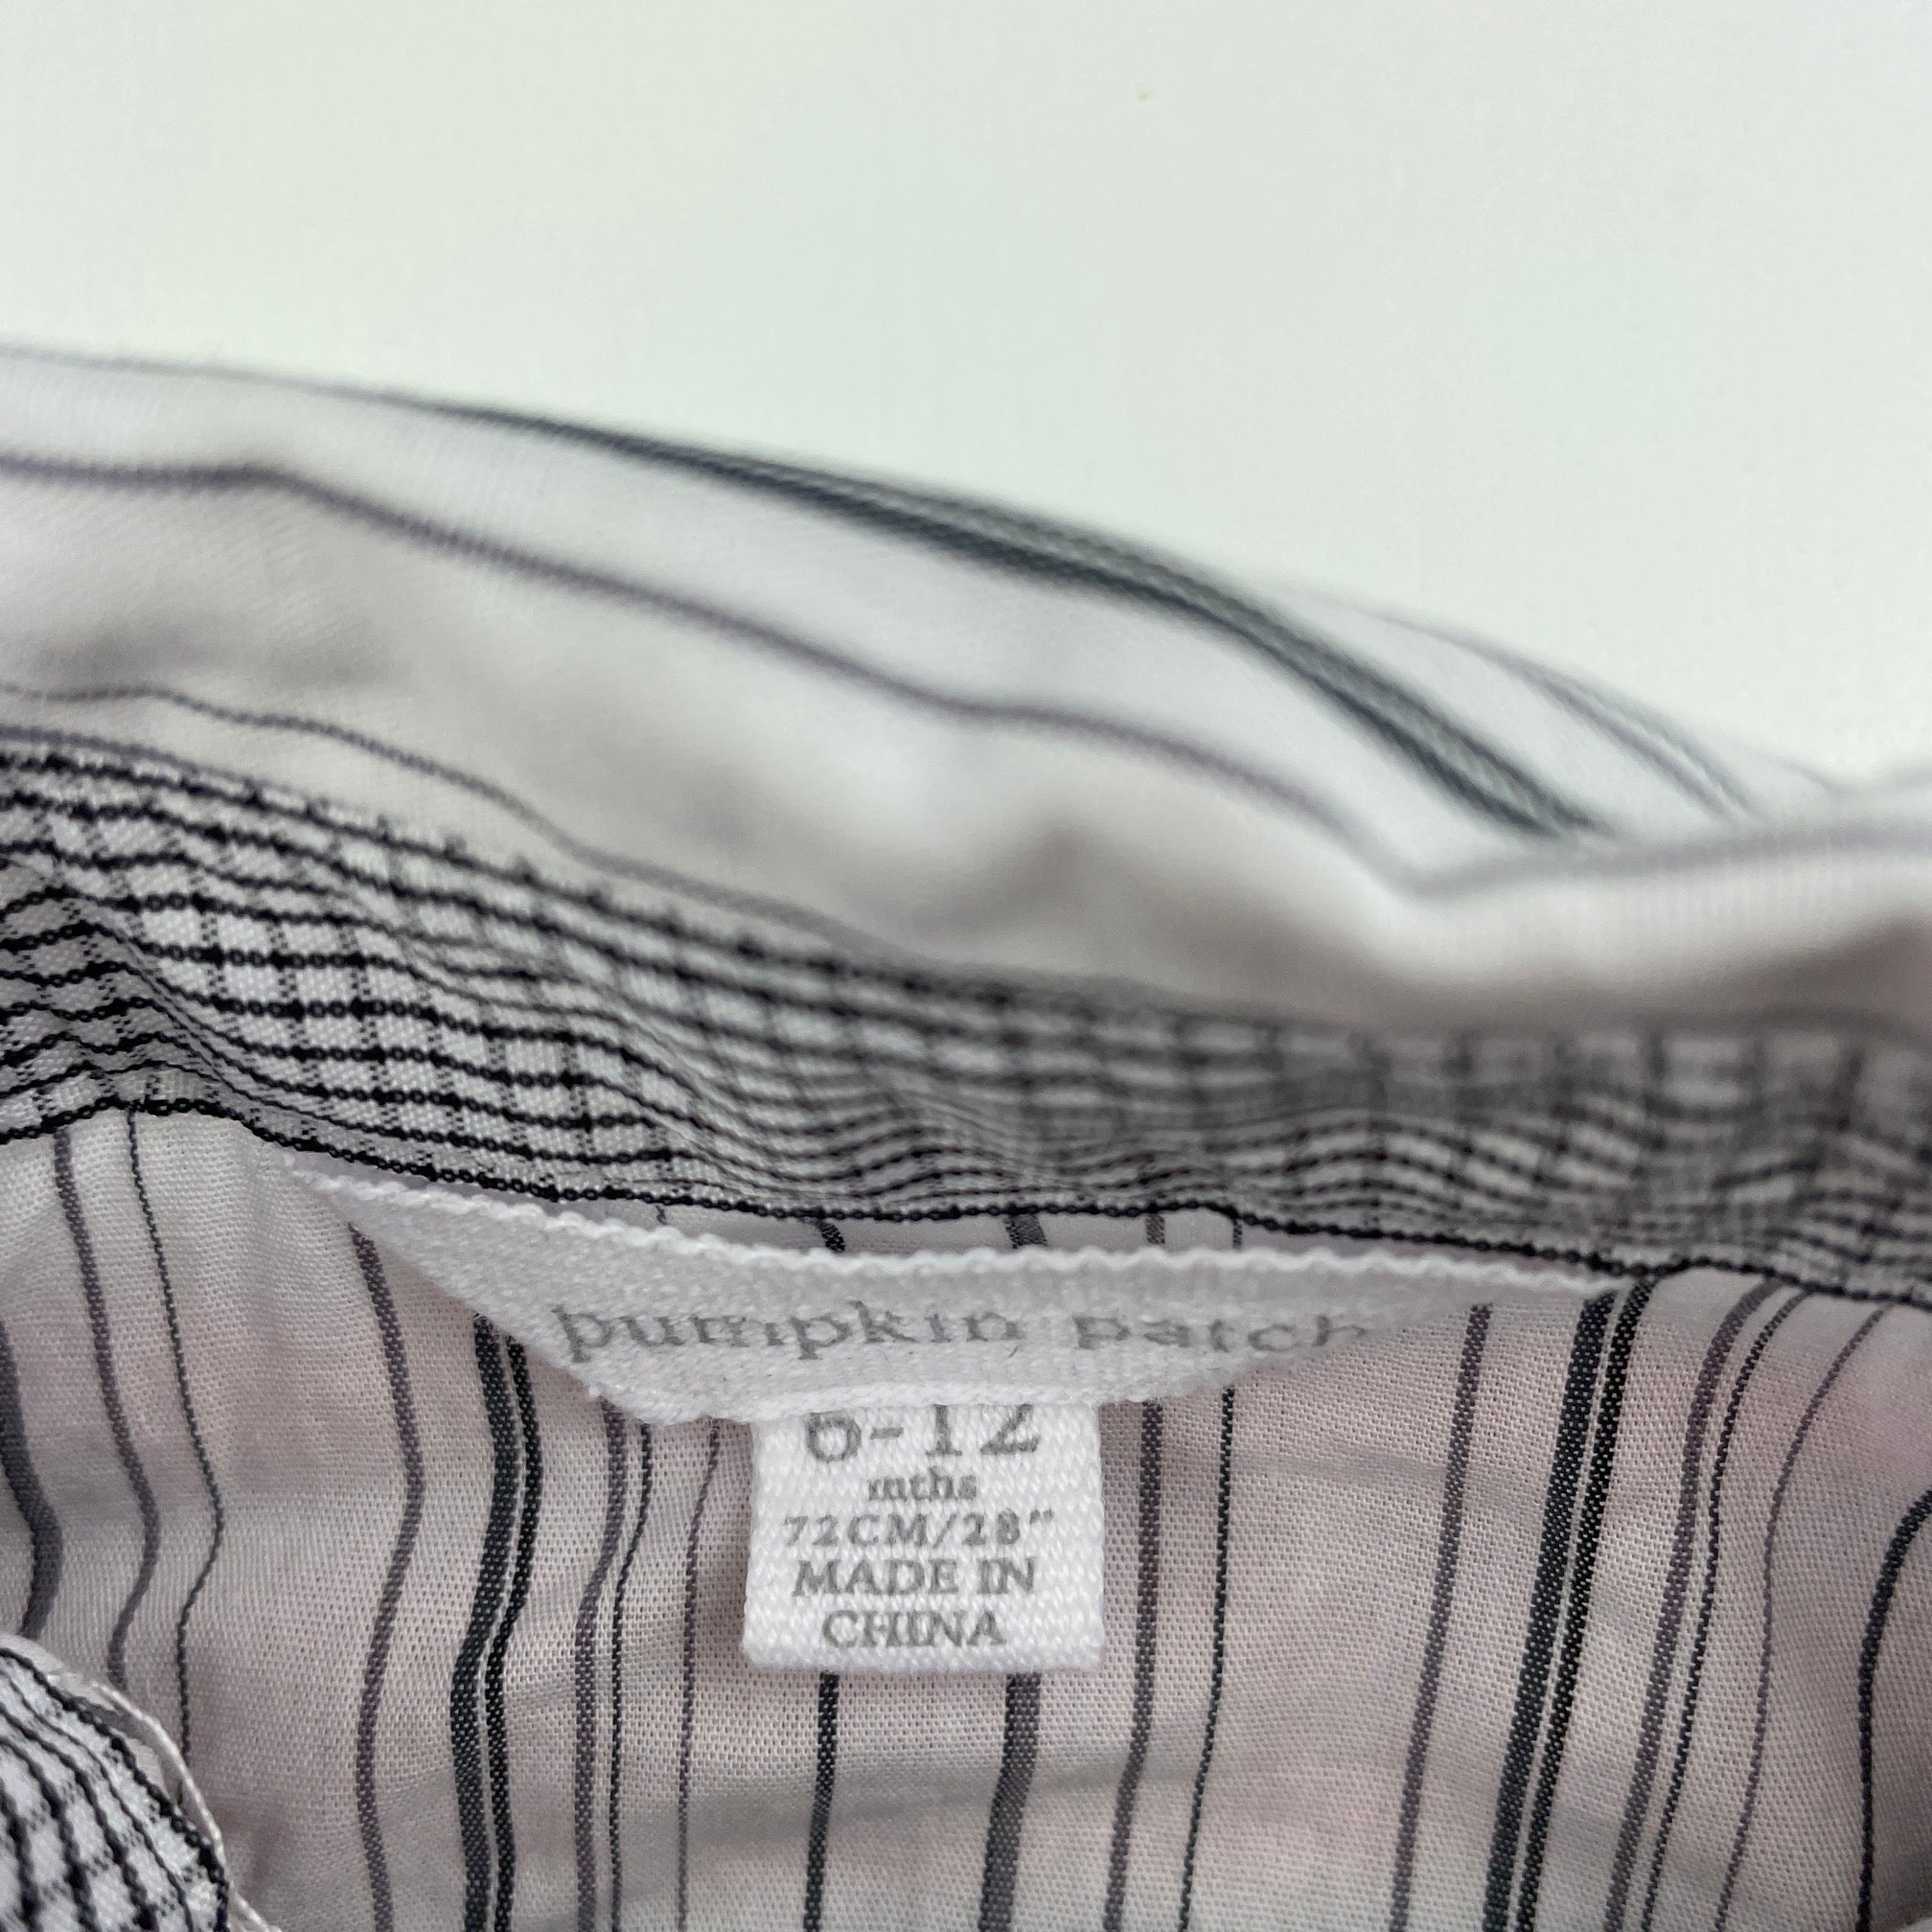 pumpkin patch
6-12
mths
72CM/28"
MADE IN
CHINA